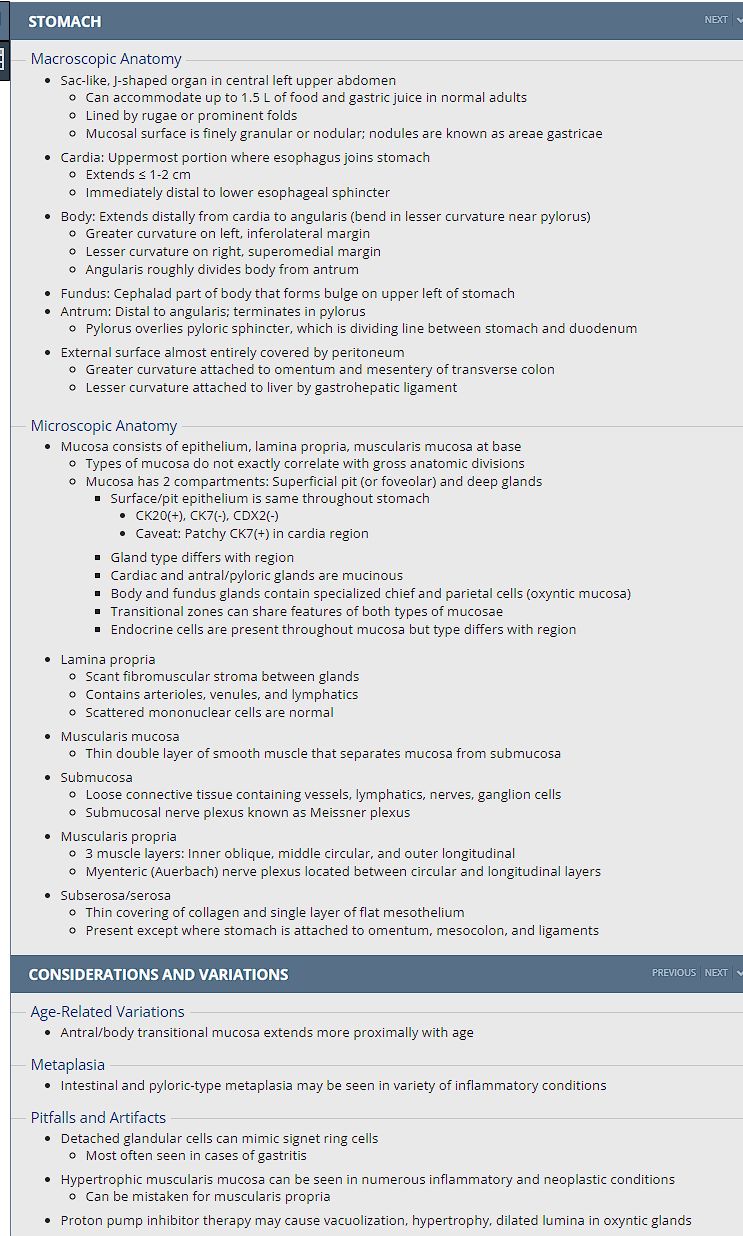 STOMACH
NEXT
Macroscopic Anatomy
Sac-like, J-shaped organ in central left upper abdomen
Can accommodate up to 1.5 L of food and gastric juice in normal adults
Lined by rugae or prominent folds
Mucosal surface is finely granular or nodular; nodules are known as areae gastricae
Cardia: Uppermost portion where esophagus joins stomach
Extends ≤ 1-2 cm
Immediately distal to lower esophageal sphincter
Body: Extends distally from cardia to angularis (bend in lesser curvature near pylorus)
Greater curvature on left, inferolateral margin
Lesser curvature on right, superomedial margin
Angularis roughly divides body from antrum
Fundus: Cephalad part of body that forms bulge on upper left of stomach
Antrum: Distal to angularis; terminates in pylorus
Pylorus overlies pyloric sphincter, which is dividing line between stomach and duodenum
External surface almost entirely covered by peritoneum
Greater curvature attached to omentum and mesentery of transverse colon
Lesser curvature attached to liver by gastrohepatic ligament
Microscopic Anatomy
Mucosa consists of epithelium, lamina propria, muscularis mucosa at base
Types of mucosa do not exactly correlate with gross anatomic divisions
Mucosa has 2 compartments: Superficial pit (or foveolar) and deep glands
Surface/pit epithelium is same throughout stomach
CK20(+), CK7(-), CDX2(-)
Caveat: Patchy CK7(+) in cardia region
Gland type differs with region
Cardiac and antral/pyloric glands are mucinous
Body and fundus glands contain specialized chief and parietal cells (oxyntic mucosa)
Transitional zones can share features of both types of mucosae
Endocrine cells are present throughout mucosa but type differs with region
Lamina propria
Scant fibromuscular stroma between glands
Contains arterioles, venules, and lymphatics
Scattered mononuclear cells are normal
Muscularis mucosa
Thin double layer of smooth muscle that separates mucosa from submucosa
Submucosa
Loose connective tissue containing vessels, lymphatics, nerves, ganglion cells
Submucosal nerve plexus known as Meissner plexus
Muscularis propria
3 muscle layers: Inner oblique, middle circular, and outer longitudinal
Myenteric (Auerbach) nerve plexus located between circular and longitudinal layers
Subserosa/serosa
Thin covering of collagen and single layer of flat mesothelium
Present except where stomach is attached to omentum, mesocolon, and ligaments
CONSIDERATIONS AND VARIATIONS
PREVIOUS NEXT
Age-Related Variations
Antral/body transitional mucosa extends more proximally with age
Metaplasia
Intestinal and pyloric-type metaplasia may be seen in variety of inflammatory conditions
Pitfalls and Artifacts
Detached glandular cells can mimic signet ring cells
Most often seen in cases of gastritis
Hypertrophic muscularis mucosa can be seen in numerous inflammatory and neoplastic conditions
Can be mistaken for muscularis propria
Proton pump inhibitor therapy may cause vacuolization, hypertrophy, dilated lumina in oxyntic glands